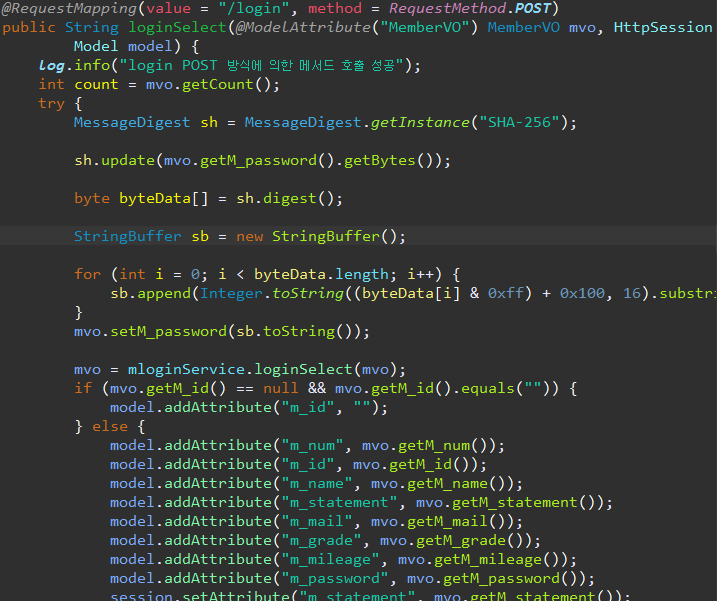 @RequestMapping(value = "/login", method = RequestMethod.POST)
public String loginSelect(@ModelAttribute("MemberVO") MemberVO mvo, HttpSession
Model model) {
log.info("login POST 방식에 의한 메서드 호출 성공");
int count = mvo.getCount();
try {
MessageDigest sh = MessageDigest.getInstance("SHA-256");
sh.update(mvo.getM_password().getBytes());
byte byteData[] = sh.digest();
StringBuffer sb = new StringBuffer();
for (int i = 0; i < byteData.length; i++) {
sb.append(Integer.toString((byteData[i] & 0xff) + 0x100, 16).substri
}
mvo.setM_password(sb.toString());
mvo = mloginService.loginSelect(mvo);
if (mvo.getM_id() == null && mvo.getM_id().equals("")) {
model.addAttribute("m_id", "");
} else {
model.addAttribute("m_num", mvo.getM_num());
model.addAttribute("m_id", mvo.getM_id());
model.addAttribute("m_name", mvo.getM_name());
model.addAttribute("m_statement", mvo.getM_statement());
model.addAttribute("m_mail", mvo.getM_mail());
model.addAttribute("m_grade", mvo.getM_grade());
model.addAttribute("m_mileage", mvo.getM_mileage());
model.addAttribute("m_password", mvo.getM_password());
session.setAttribute("m_statement", mvo.getM_statement());